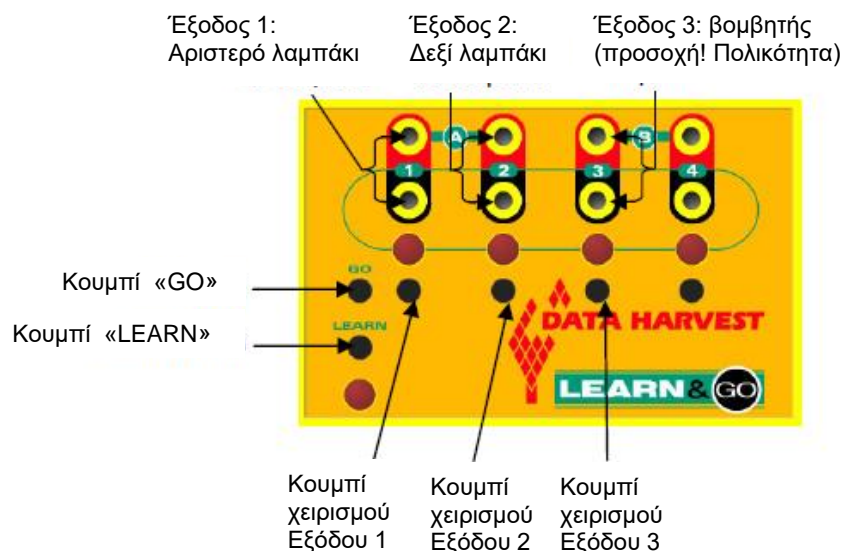 Έξοδος 1:
Αριστερό λαμπάκι
Έξοδος 2:
Δεξί λαμπάκι
Έξοδος 3: βομβητής
(προσοχή! Πολικότητα)
A
B
1
2
3
4
GO
Κουμπί «GO»
LEARN
Κουμπί «LEARN»
DATA HARVEST
LEARN & GO
Κουμπί
χειρισμού
Εξόδου 1
Κουμπί
χειρισμού
Εξόδου 2
Κουμπί
χειρισμού
Εξόδου 3